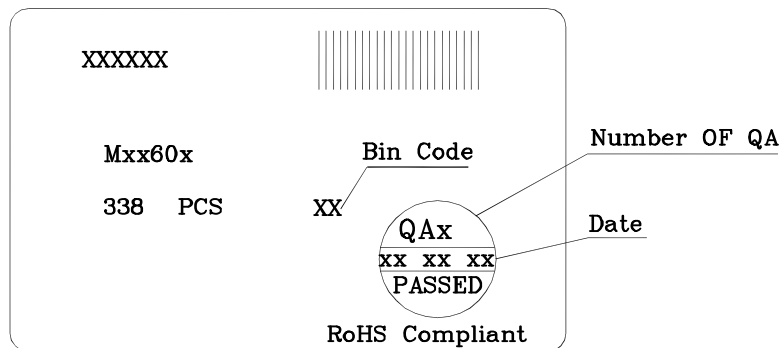 XXXXXX
Number OF QA
Mxx60x
Bin Code
338 PCS
XX
QAx
Date
xx xx xx
PASSED
RoHS Compliant